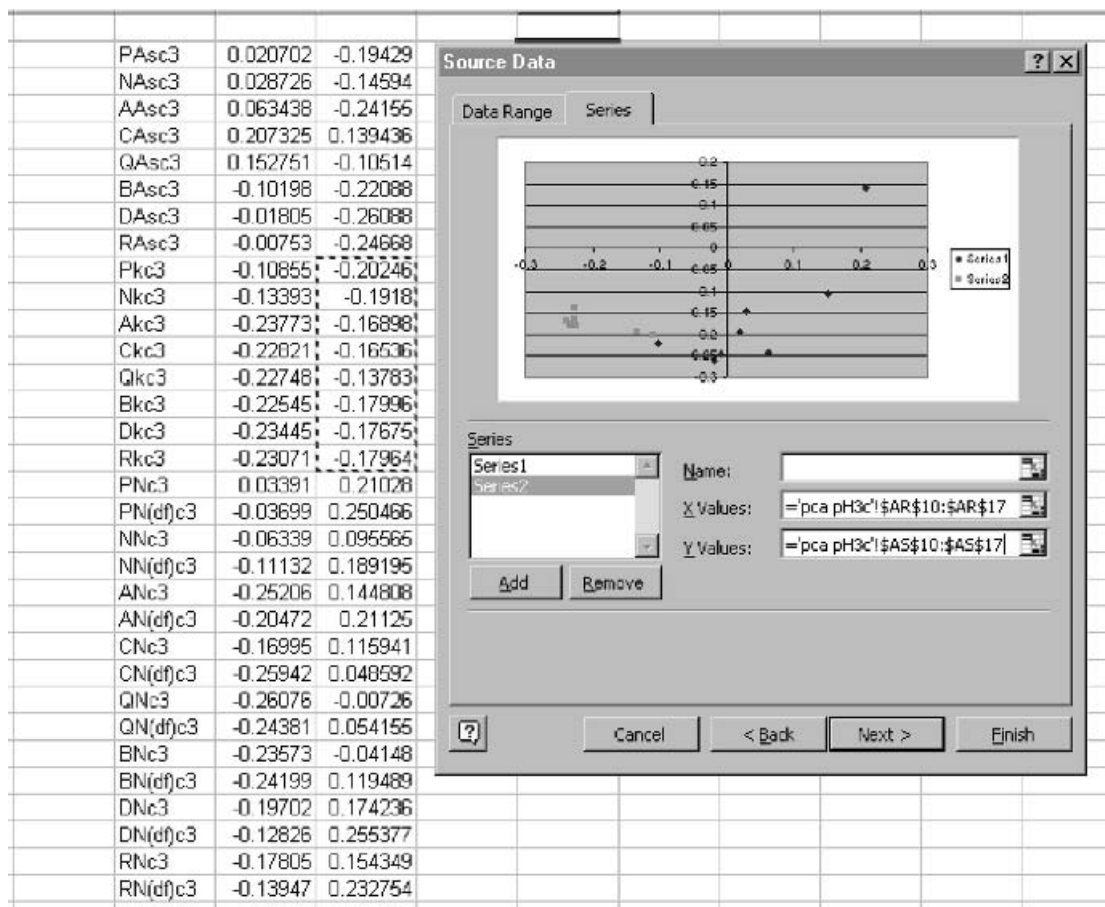 PAsc3 0.020702 -0.19429
NAsc3 0.028726 -0.14594
AAsc3 0.063438 -0.24155
CAsc3 0.207325 0.139436
QAsc3 0.152751 -0.10514
BAsc3 -0.10198 -0.22088
DAsc3 -0.01805 -0.26088
RAsc3 -0.00753 -0.24668
Pkc3 -0.10855 -0.20246
Nkc3 -0.13393 -0.1918
Akc3 -0.23773 -0.16898
Ckc3 -0.22821 -0.16536
Qkc3 -0.22748 -0.13783
Bkc3 -0.22545 -0.17996
Dkc3 -0.23445 -0.17675
Rkc3 -0.23071 -0.17964
PNc3 0.03391 0.21028
PN(df)c3 -0.03699 0.250466
NNc3 -0.06339 0.095565
NN(df)c3 -0.11132 0.189195
ANc3 -0.25206 0.144808
AN(df)c3 -0.20472 0.21125
CNc3 -0.16995 0.115941
CN(df)c3 -0.25942 0.048592
QNc3 -0.26076 -0.00726
QN(df)c3 -0.24381 0.054155
BNc3 -0.23573 -0.04148
BN(df)c3 -0.24199 0.119489
DNc3 -0.19702 0.174236
DN(df)c3 -0.12826 0.255377
RNc3 -0.17805 0.154349
RN(df)c3 -0.13947 0.232754
Source Data
Data Range Series
0.2
0.15
0.1
0.05
0
-0.3 -0.2 -0.1 0 0.1 0.2 0.3
-0.05
-0.1
-0.15
-0.2
-0.25
-0.3
Series1
Series2
Series
Series1
Series2
Name:
X Values: ='pca pH3c'!$AR$10:$AR$17
Y Values: ='pca pH3c'!$AS$10:$AS$17
Add Remove
Cancel < Back Next > Finish